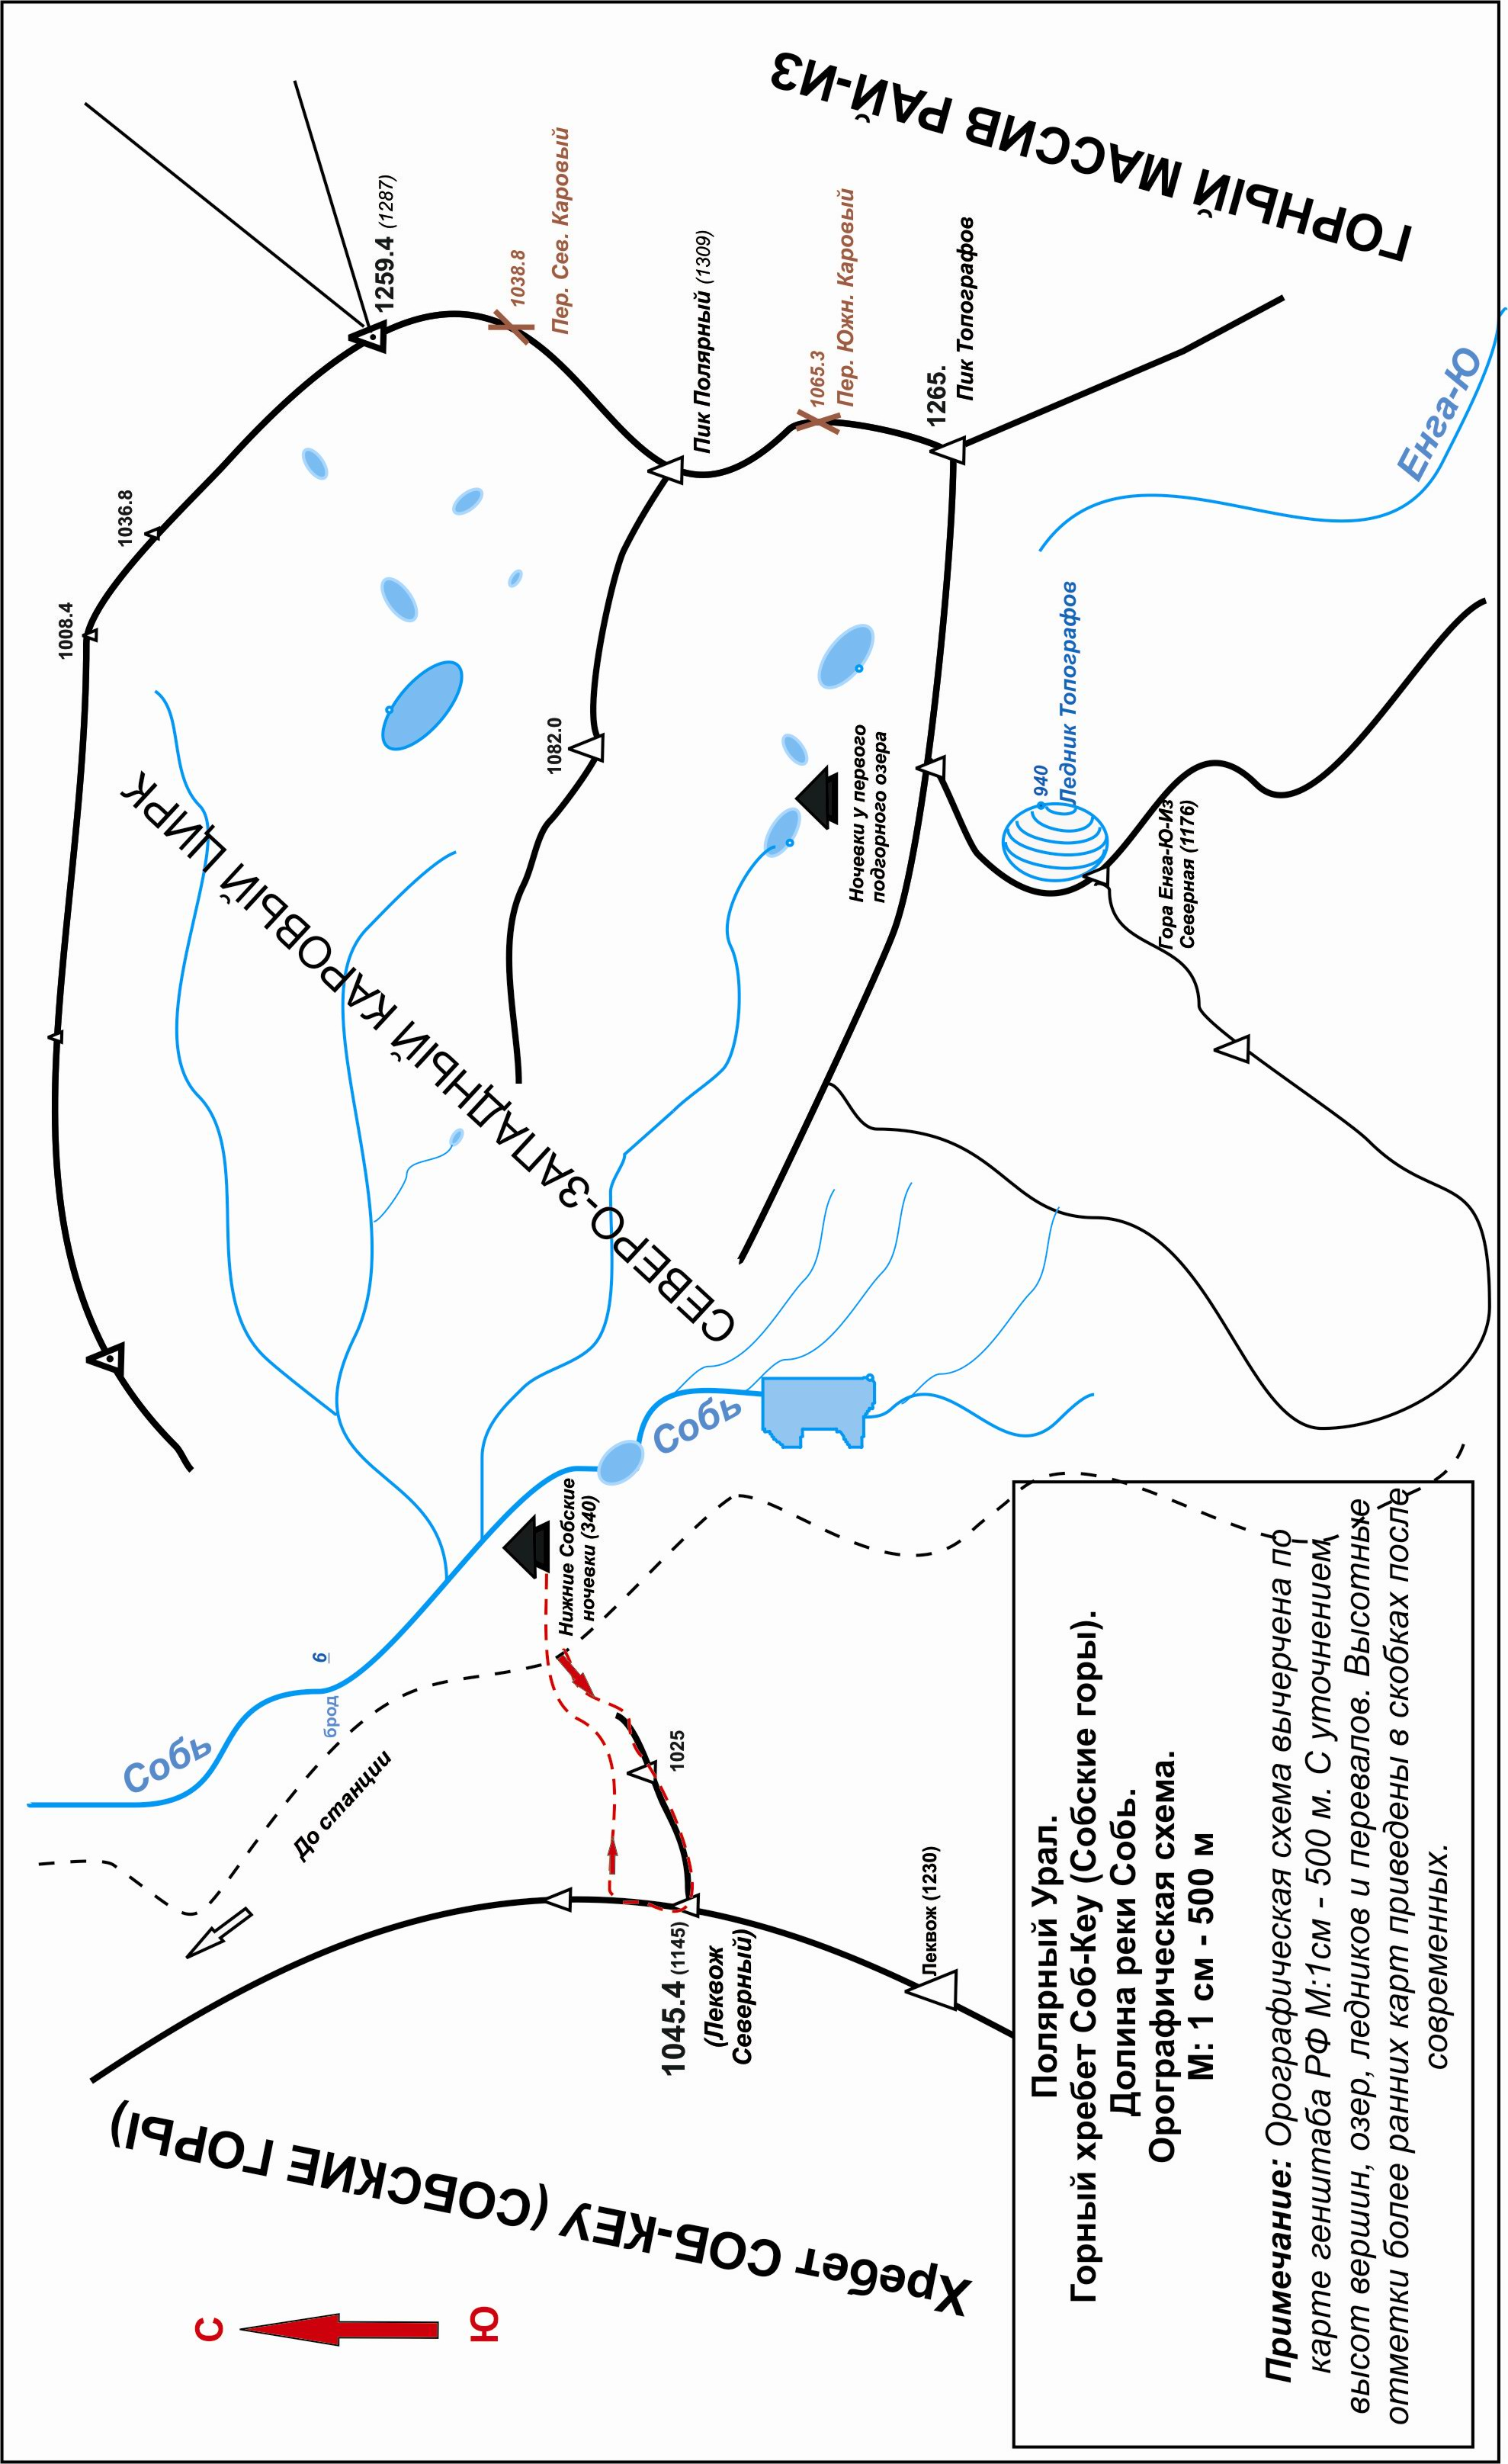 ГОРНЫЙ МАССИВ РАЙ-ИЗ
Хребет СОБ-КЕУ (СОБСКИЕ ГОРЫ)
СЕВЕРО-ЗАПАДНЫЙ КАРОВЫЙ ЦИРК
С
Ю
1259.4 (1287)
1038.8
Пер. Сев. Каровый
1036.8
1008.4
Пик Полярный (1309)
1065.3
Пер. Южн. Каровый
1265.
Пик Топографов
1082.0
Енга-Ю
940
Ледник Топографов
Ночевки у первого
подгорного озера
Гора Енга-Ю-Из
Северная (1176)
Собь
Нижние Собские
ночевки (340)
6
брод
Собь
До станции
1025
1045.4 (1145)
(Леквож
Северный)
Леквож (1230)
Полярный Урал.
Горный хребет Соб-Кеу (Собские горы).
Долина реки Собь.
Орографическая схема.
М: 1 см - 500 м
Примечание: Орографическая схема вычерчена по
карте генштаба РФ М:1см - 500 м. С уточнением
высот вершин, озер, ледников и перевалов. Высотные
отметки более ранних карт приведены в скобках после
современных.